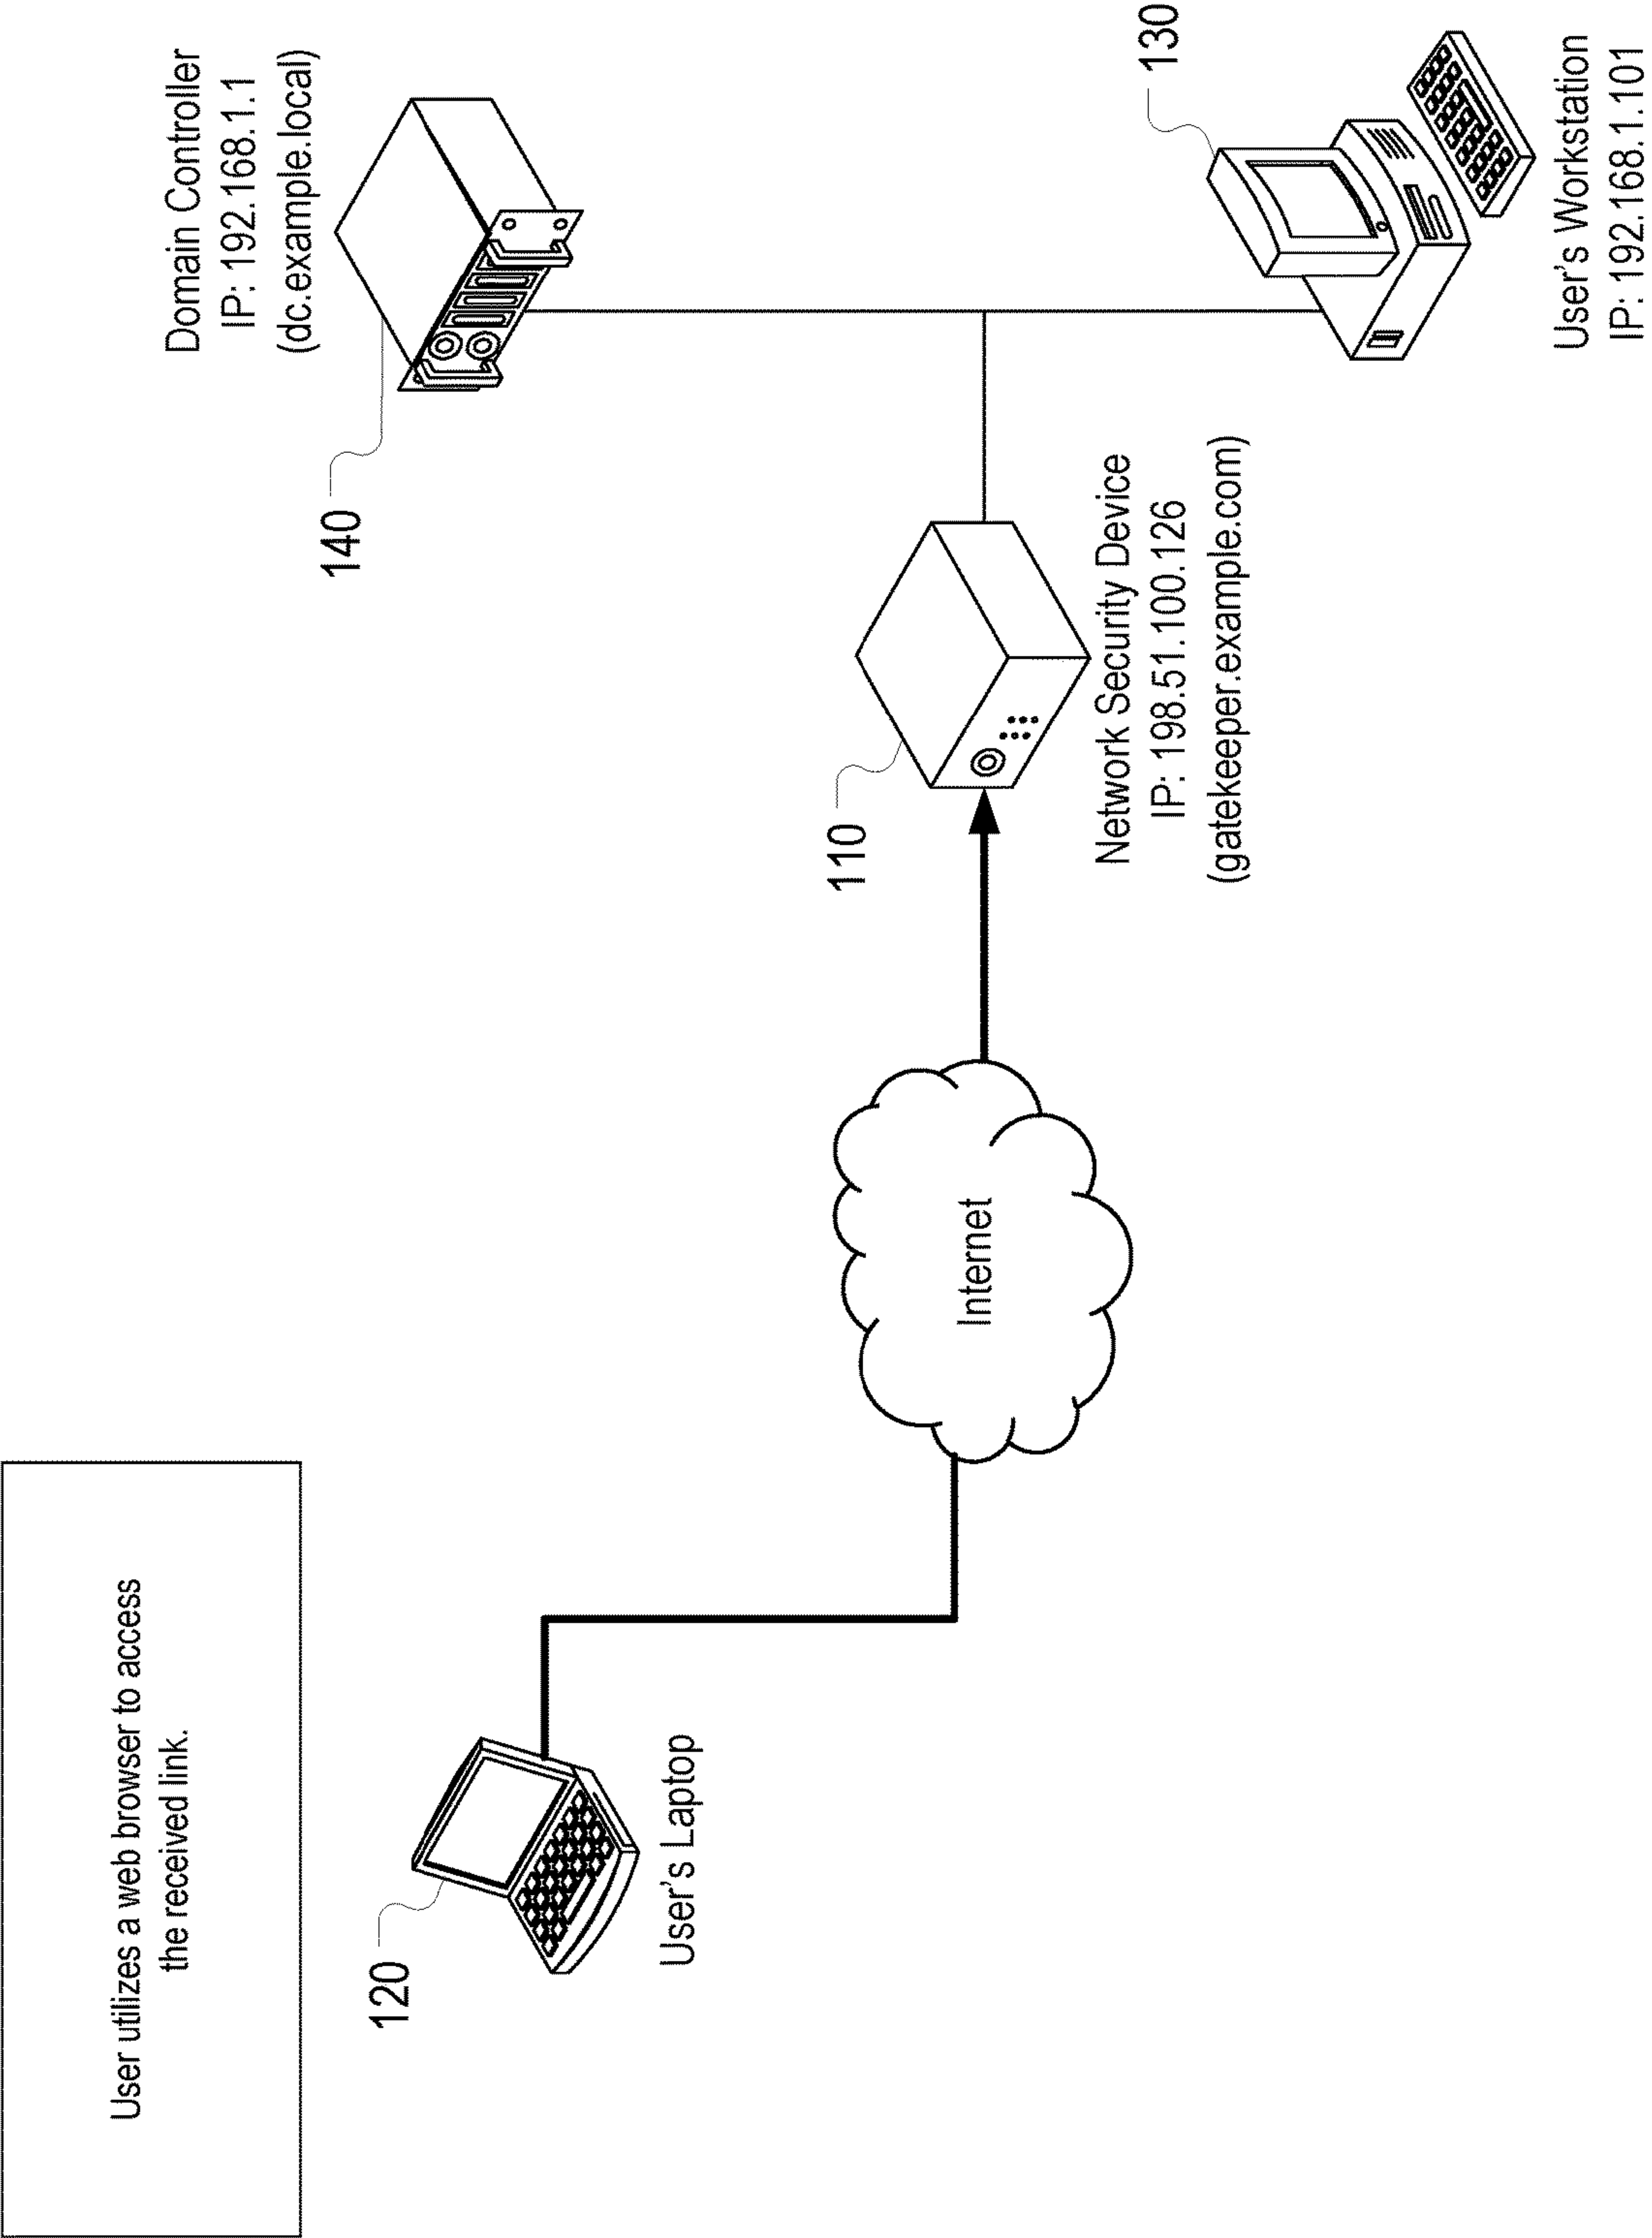 User utilizes a web browser to access
the received link.
120
User's Laptop
Internet
110
Network Security Device
IP: 198.51.100.126
(gatekeeper.example.com)
140
Domain Controller
IP: 192.168.1.1
(dc.example.local)
130
User's Workstation
IP: 192.168.1.101